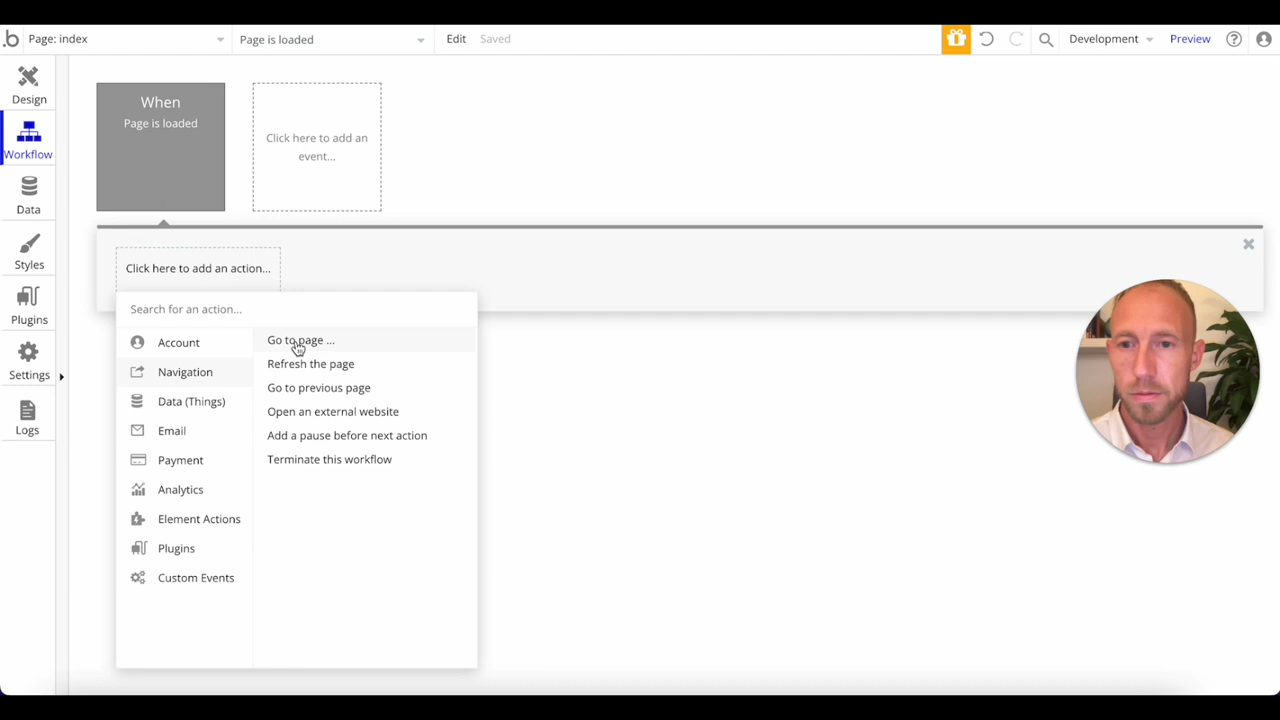 b Page: index Page is loaded Edit Saved Development Preview ?
Design
Workflow
Data
Styles
Plugins
Settings
Logs
When
Page is loaded
Click here to add an
event...
Click here to add an action...
Search for an action...
Account
Navigation
Data (Things)
Email
Payment
Analytics
Element Actions
Plugins
Custom Events
Go to page ...
Refresh the page
Go to previous page
Open an external website
Add a pause before next action
Terminate this workflow